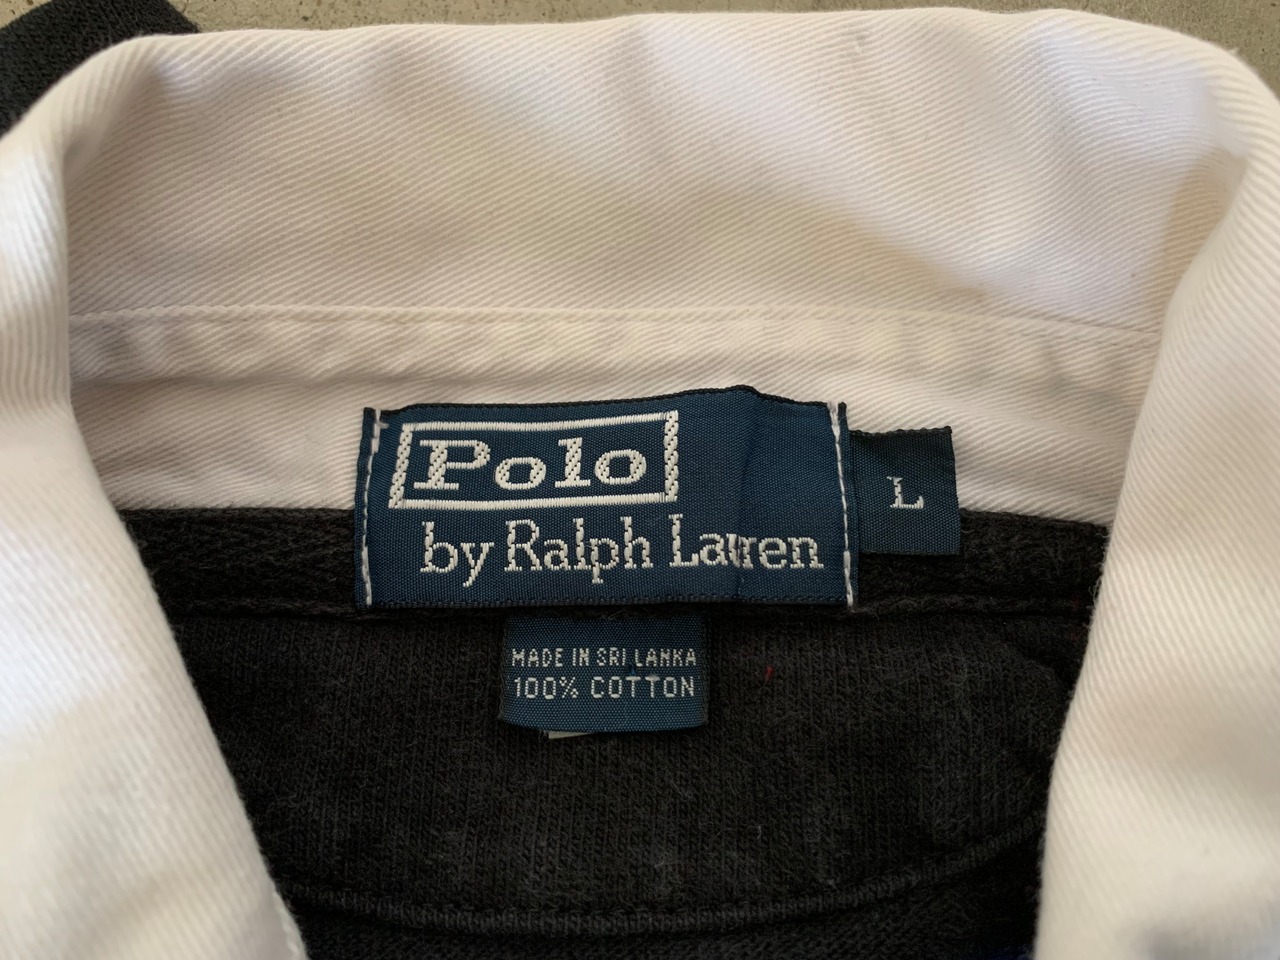 Polo
by Ralph Lauren
L
MADE IN SRI LANKA
100% COTTON